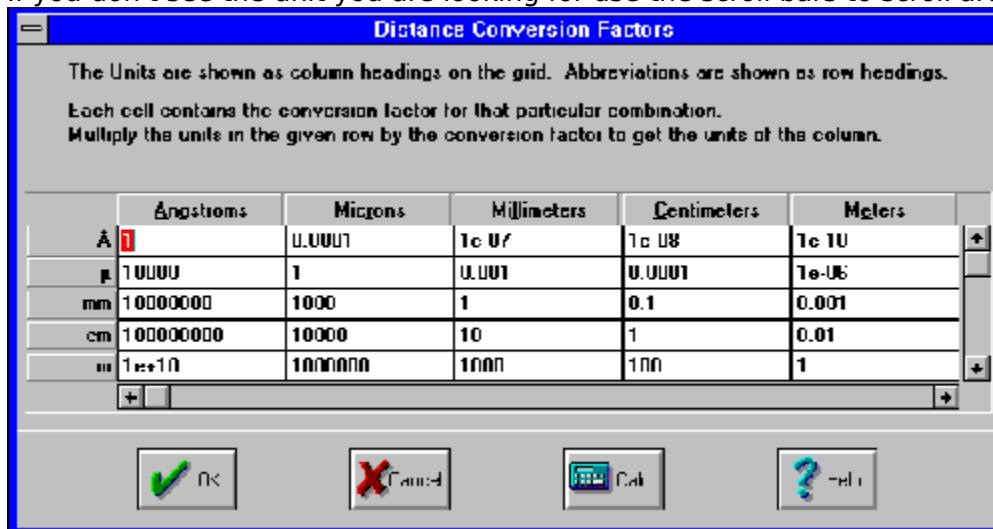 If you don't see the unit you are looking for use the scroll bars to scroll
Distance Conversion Factors
The Units are shown as column headings on the grid. Abbreviations are shown as row headings.
Each cell contains the conversion factor for that particular combination.
Multiply the units in the given row by the conversion factor to get the units of the column.
Angstroms Microns Millimeters Centimeters Meters
Å 1 0.0001 1e-07 1e-08 1e-10
µ 10000 1 0.001 0.0001 1e-06
mm 10000000 1000 1 0.1 0.001
cm 100000000 10000 10 1 0.01
m 1e+10 1000000 1000 100 1
OK Cancel Calc Help